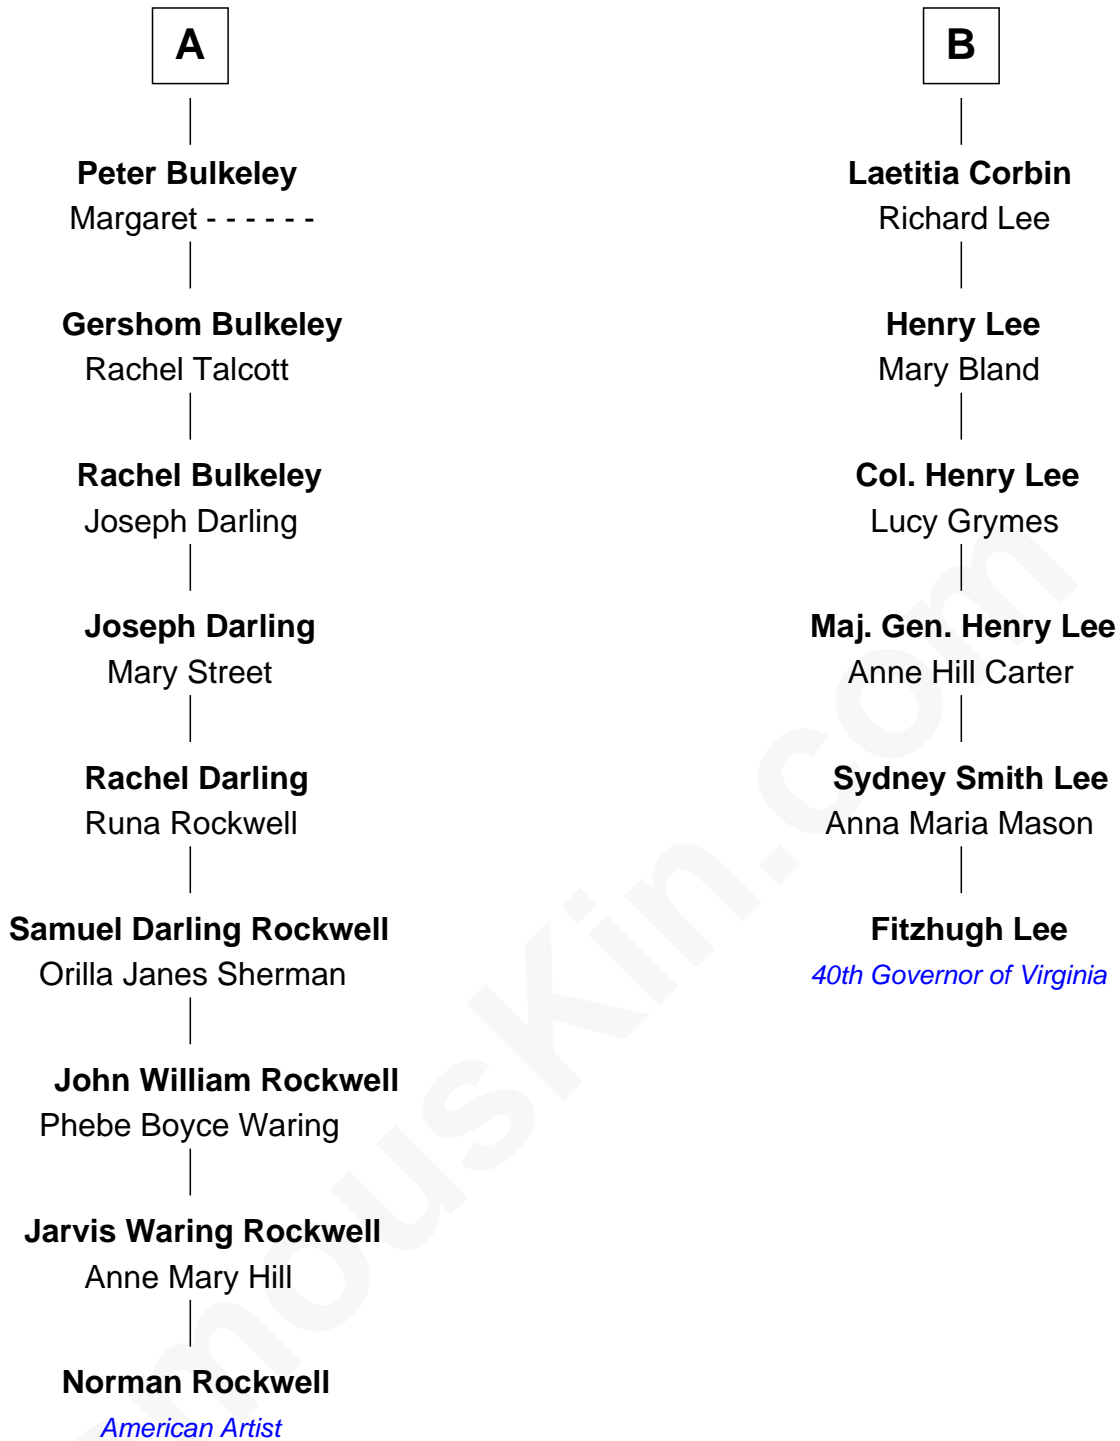 A
Peter Bulkeley
Margaret - - - - - -
Gershom Bulkeley
Rachel Talcott
Rachel Bulkeley
Joseph Darling
Joseph Darling
Mary Street
Rachel Darling
Runa Rockwell
Samuel Darling Rockwell
Orilla Janes Sherman
John William Rockwell
Phebe Boyce Waring
Jarvis Waring Rockwell
Anne Mary Hill
Norman Rockwell
American Artist
B
Laetitia Corbin
Richard Lee
Henry Lee
Mary Bland
Col. Henry Lee
Lucy Grymes
Maj. Gen. Henry Lee
Anne Hill Carter
Sydney Smith Lee
Anna Maria Mason
Fitzhugh Lee
40th Governor of Virginia
mousKin.com